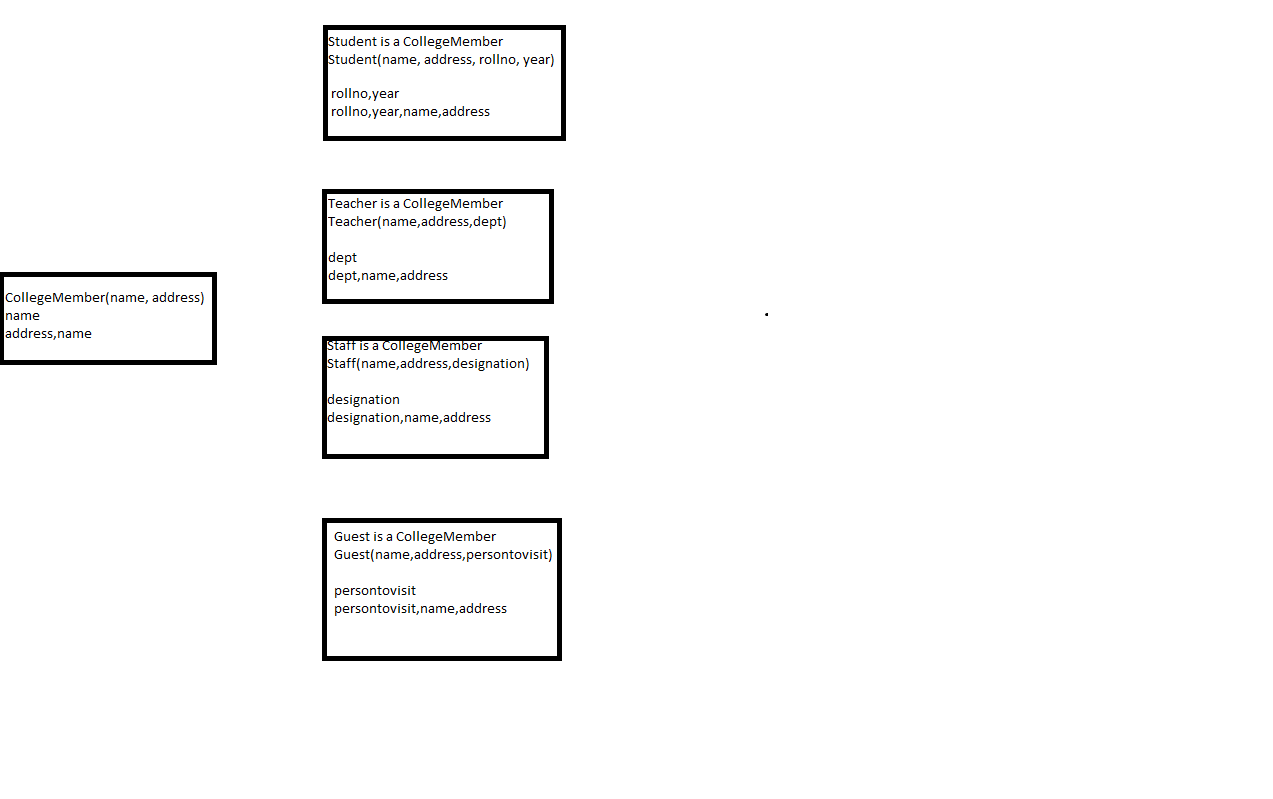 Student is a CollegeMember
Student(name, address, rollno, year)
rollno,year
rollno,year,name,address
Teacher is a CollegeMember
Teacher(name,address,dept)
dept
dept,name,address
CollegeMember(name, address)
name
address,name
Staff is a CollegeMember
Staff(name,address,designation)
designation
designation,name,address
Guest is a CollegeMember
Guest(name,address,persontovisit)
persontovisit
persontovisit,name,address